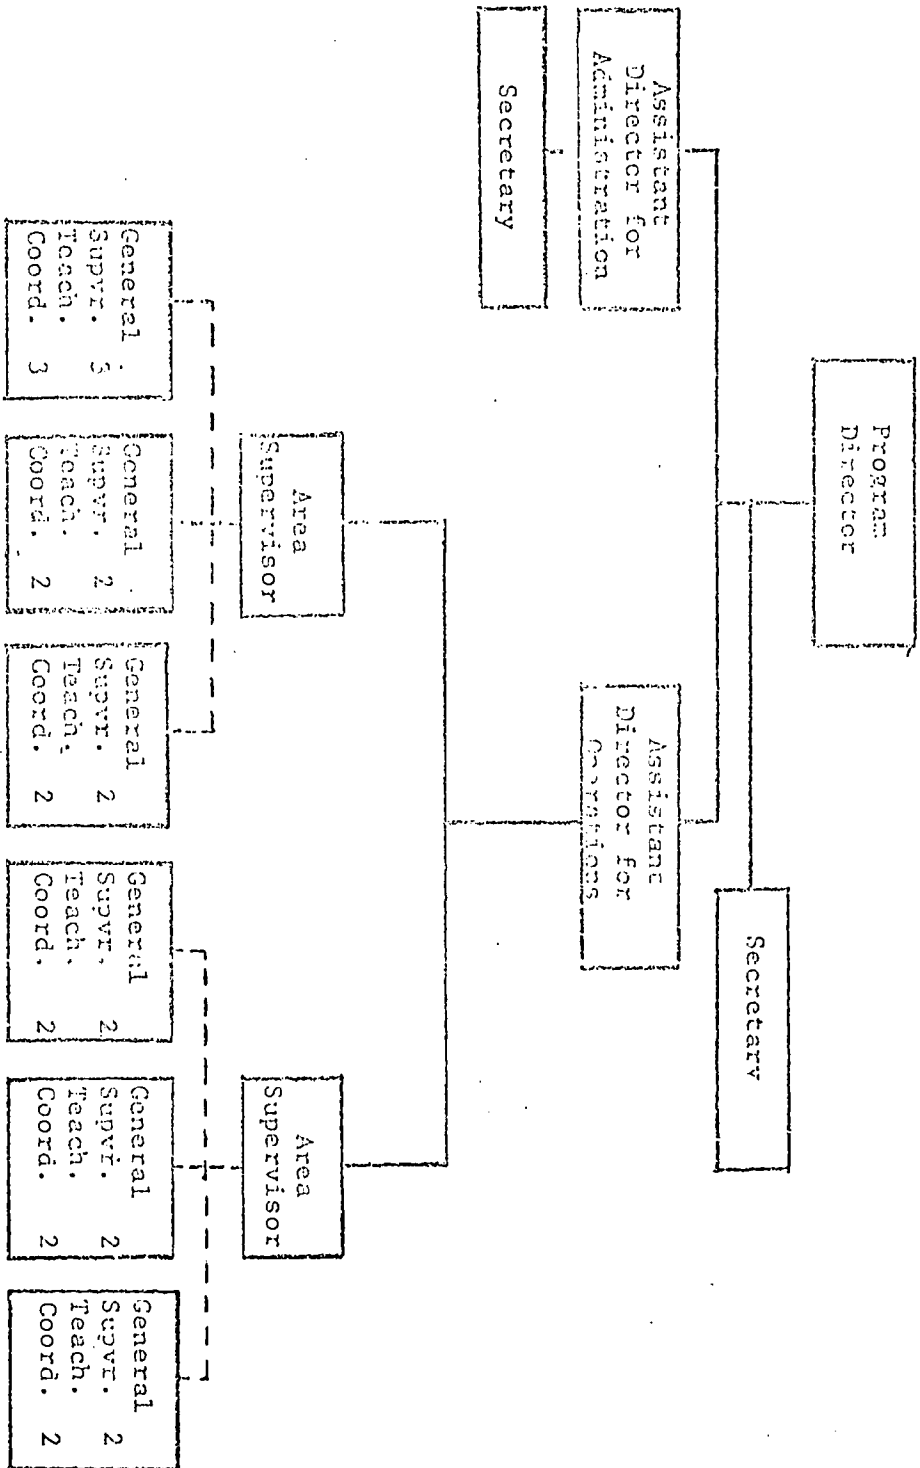 Program
Director
Secretary
Assistant
Director for
Administration
Assistant
Director for
Operations
Secretary
Area
Supervisor
Area
Supervisor
General
Supvr. 3
Teach.
Coord. 3
General
Supvr. 2
Teach.
Coord. 2
General
Supvr. 2
Teach.
Coord. 2
General
Supvr. 2
Teach.
Coord. 2
General
Supvr. 2
Teach.
Coord. 2
General
Supvr. 2
Teach.
Coord. 2